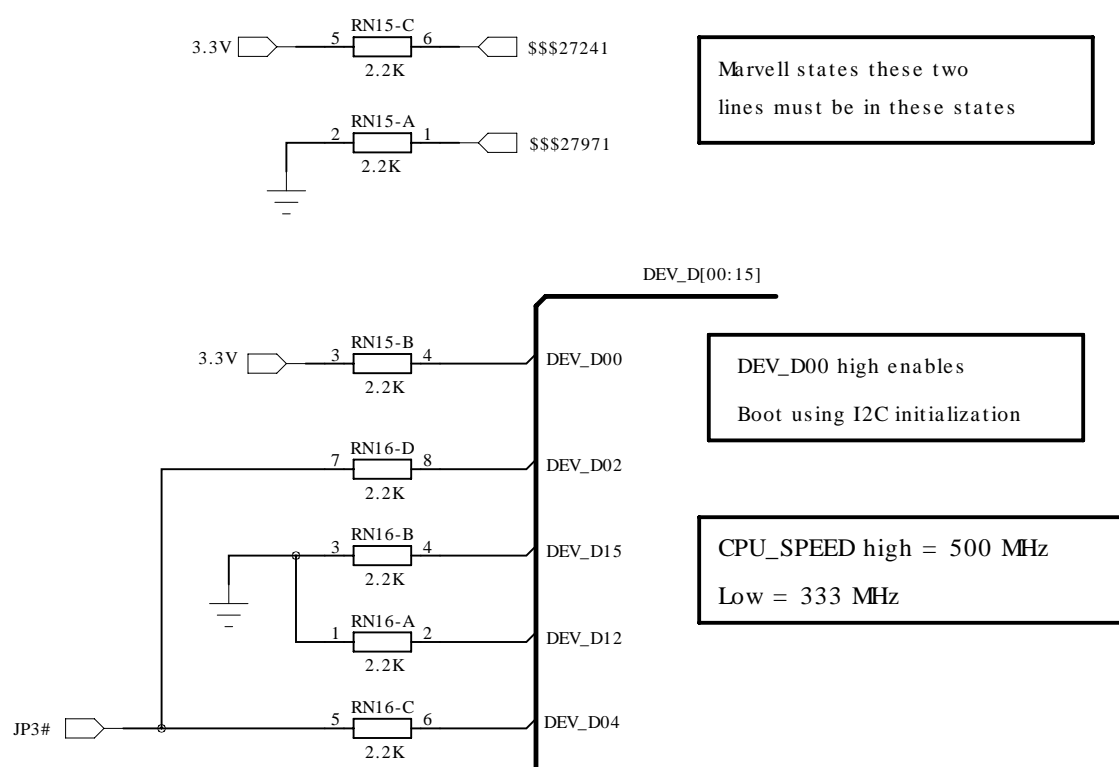 RN15-C
3.3V 5 6 $$$27241
2.2K
Marvell states these two
lines must be in these states
RN15-A
2 1 $$$27971
2.2K
DEV_D[00:15]
RN15-B
3.3V 3 4 DEV_D00
2.2K
DEV_D00 high enables
Boot using I2C initialization
RN16-D
7 8 DEV_D02
2.2K
RN16-B
3 4 DEV_D15
2.2K
CPU_SPEED high = 500 MHz
Low = 333 MHz
RN16-A
1 2 DEV_D12
2.2K
RN16-C
JP3# 5 6 DEV_D04
2.2K